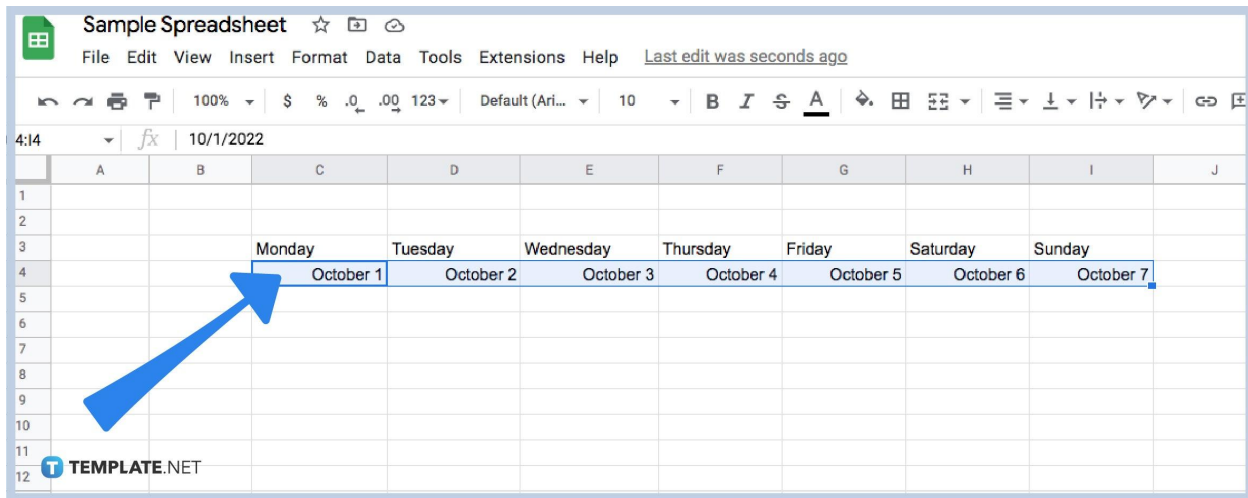 Sample Spreadsheet
File Edit View Insert Format Data Tools Extensions Help Last edit was seconds ago
100% $ % .0 .00 123 Default (Ari... 10 B I S A
4:I4 fx 10/1/2022
A B C D E F G H I J
1
2
3 Monday Tuesday Wednesday Thursday Friday Saturday Sunday
4 October 1 October 2 October 3 October 4 October 5 October 6 October 7
5
6
7
8
9
10
11
T TEMPLATE.NET
12